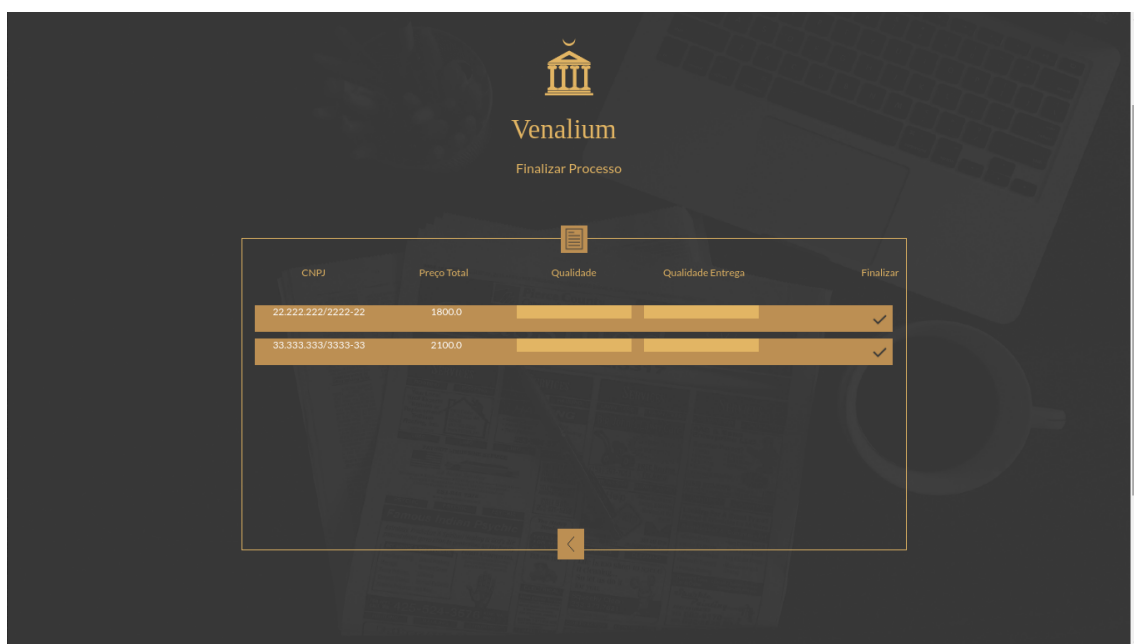 Venalium
Finalizar Processo
CNPJ Preço Total Qualidade Qualidade Entrega Finalizar
22.222.222/2222-22 1800.0
33.333.333/3333-33 2100.0